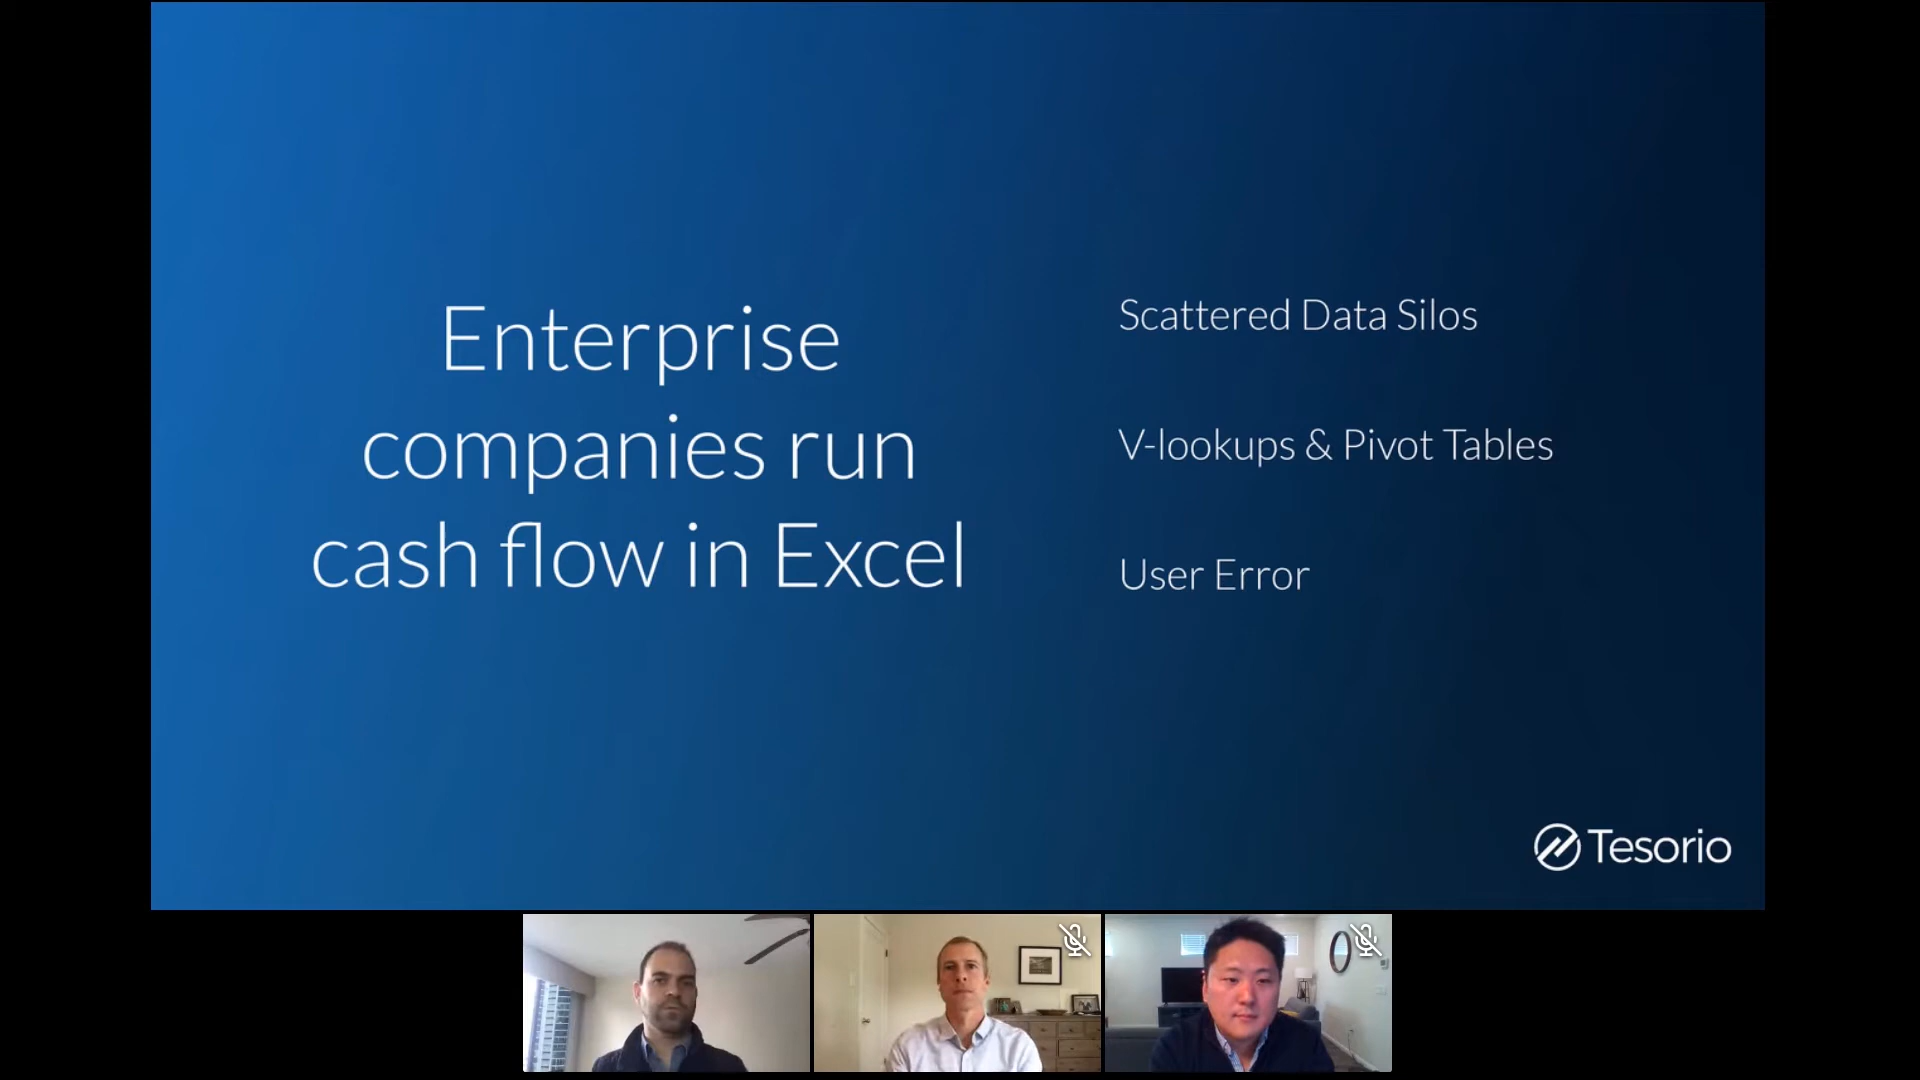 Enterprise
companies run
cash flow in Excel
Scattered Data Silos
V-lookups & Pivot Tables
User Error
Tesorio